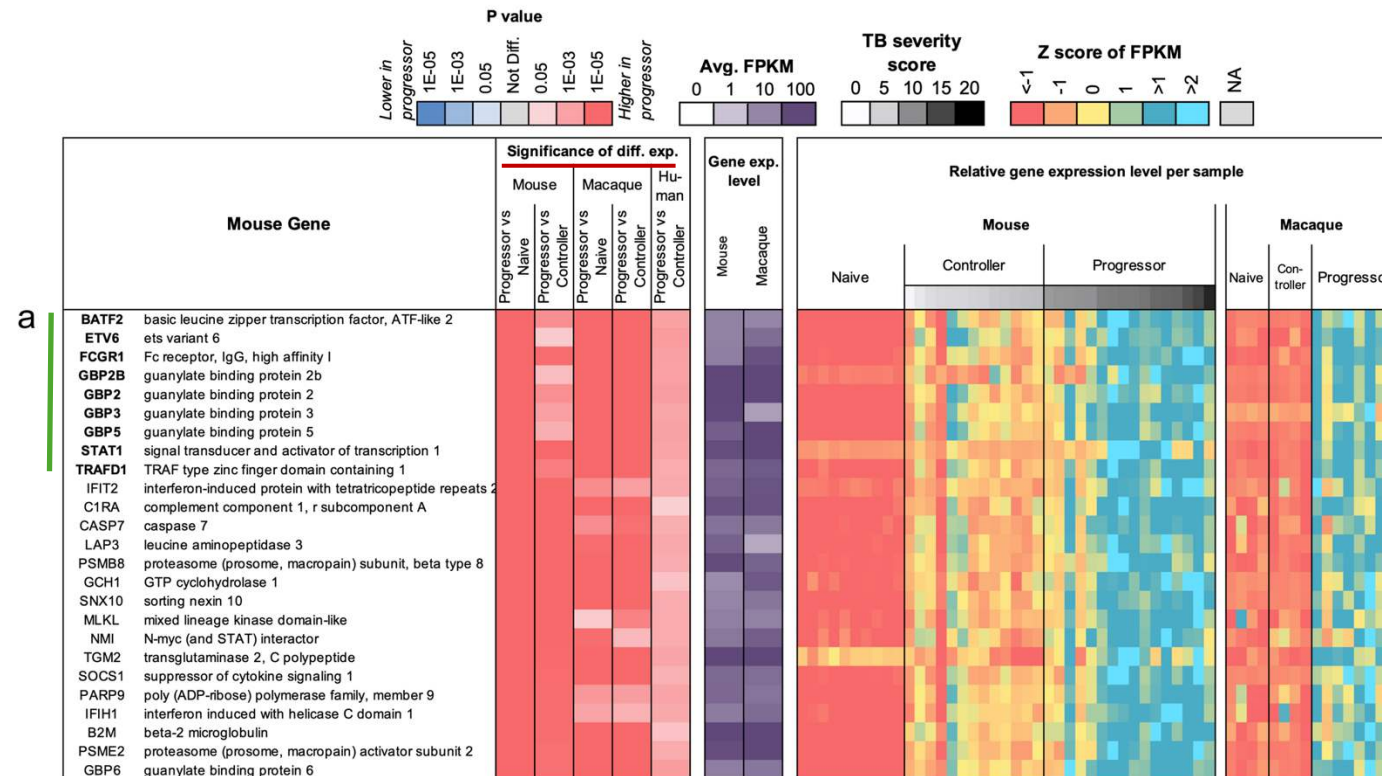 P value
Lower in progressor
1E-05
1E-03
0.05
Not Diff.
0.05
1E-03
1E-05
Higher in progressor
Avg. FPKM
0 1 10 100
TB severity
score
0 5 10 15 20
Z score of FPKM
<-1
-1
0
1
>1
>2
NA
Mouse Gene
Significance of diff. exp.
Mouse
Macaque
Hu-
man
Progressor vs
Naive
Progressor vs
Controller
Progressor vs
Naive
Progressor vs
Controller
Progressor vs
Controller
Gene exp.
level
Mouse
Macaque
Relative gene expression level per sample
Mouse
Naive
Controller
Progressor
Macaque
Naive
Con-
troller
Progresso
a
BATF2 basic leucine zipper transcription factor, ATF-like 2
ETV6 ets variant 6
FCGR1 Fc receptor, IgG, high affinity I
GBP2B guanylate binding protein 2b
GBP2 guanylate binding protein 2
GBP3 guanylate binding protein 3
GBP5 guanylate binding protein 5
STAT1 signal transducer and activator of transcription 1
TRAFD1 TRAF type zinc finger domain containing 1
IFIT2 interferon-induced protein with tetratricopeptide repeats 2
C1RA complement component 1, r subcomponent A
CASP7 caspase 7
LAP3 leucine aminopeptidase 3
PSMB8 proteasome (prosome, macropain) subunit, beta type 8
GCH1 GTP cyclohydrolase 1
SNX10 sorting nexin 10
MLKL mixed lineage kinase domain-like
NMI N-myc (and STAT) interactor
TGM2 transglutaminase 2, C polypeptide
SOCS1 suppressor of cytokine signaling 1
PARP9 poly (ADP-ribose) polymerase family, member 9
IFIH1 interferon induced with helicase C domain 1
B2M beta-2 microglobulin
PSME2 proteasome (prosome, macropain) activator subunit 2
GBP6 guanylate binding protein 6